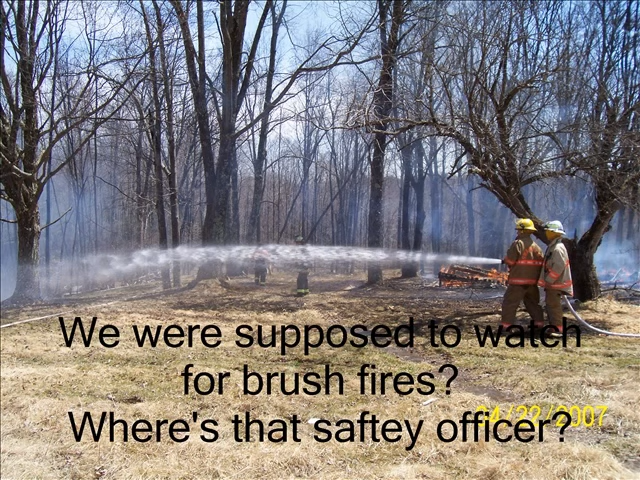 We were supposed to watch
for brush fires?
Where's that saftey officer?
04/22/2007